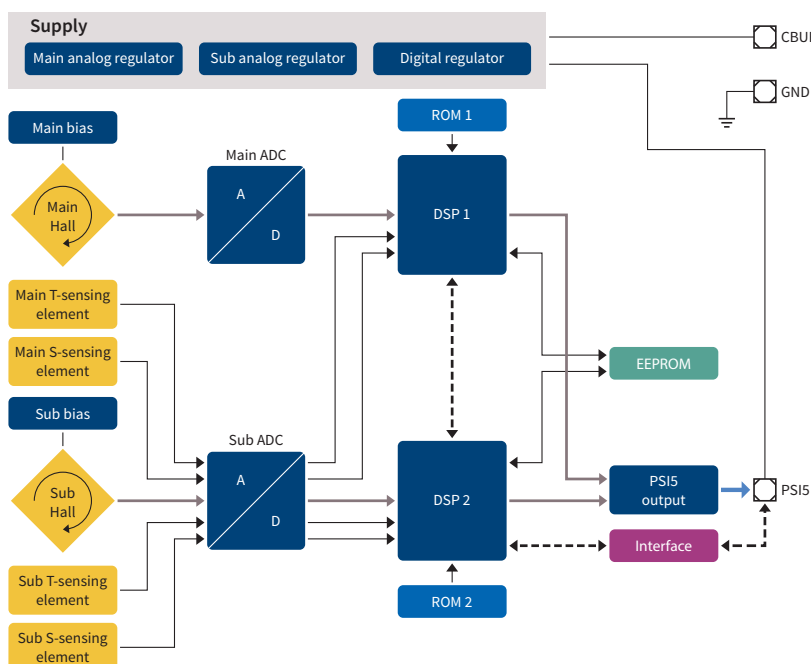 Supply
Main analog regulator
Sub analog regulator
Digital regulator
CBUF
GND
Main bias
ROM 1
Main ADC
A
D
DSP 1
Main
Hall
Main T-sensing
element
Main S-sensing
element
EEPROM
Sub bias
Sub ADC
A
D
DSP 2
Sub
Hall
PSI5
output
PSI5
Interface
Sub T-sensing
element
ROM 2
Sub S-sensing
element